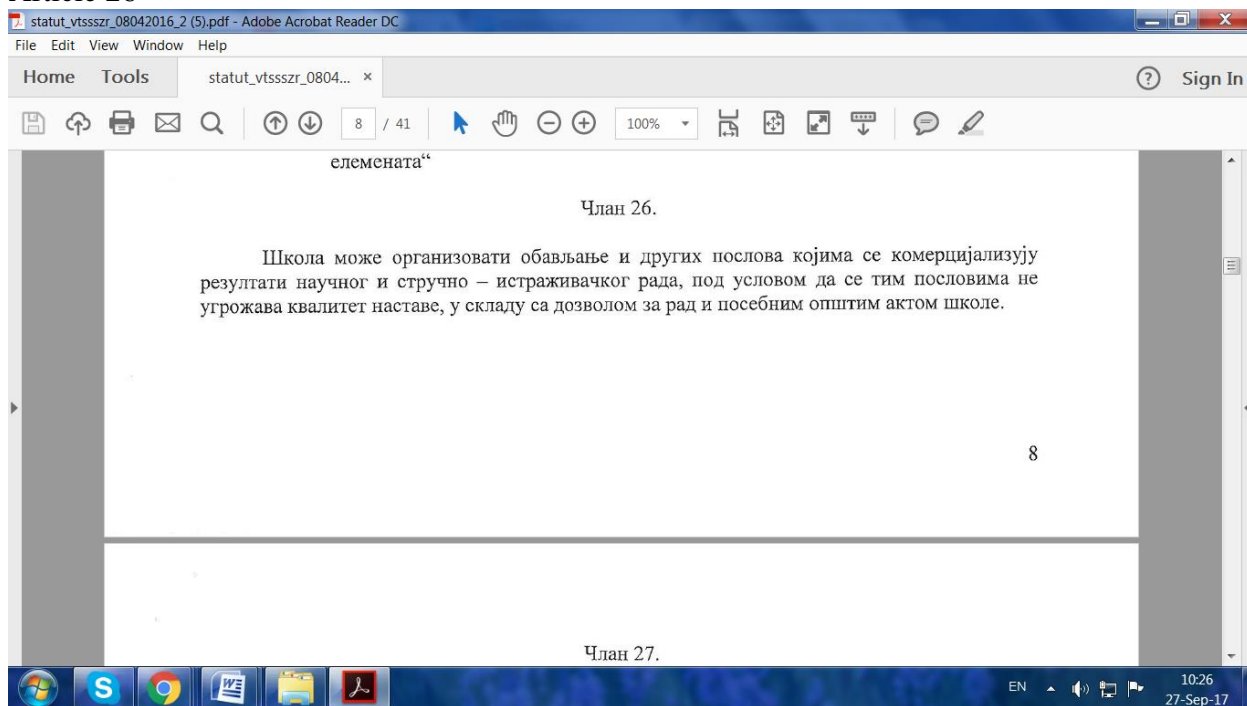 statut_vtssszr_08042016_2 (5).pdf - Adobe Acrobat Reader DC
File Edit View Window Help
Home Tools statut_vtssszr_0804... × ? Sign In
8 / 41 100%
елемената“
Члан 26.
Школа може организовати обављање и других послова којима се комерцијализују
резултати научног и стручно – истраживачког рада, под условом да се тим пословима не
угрожава квалитет наставе, у складу са дозволом за рад и посебним општим актом школе.
8
Члан 27.
EN 10:26
27-Sep-17